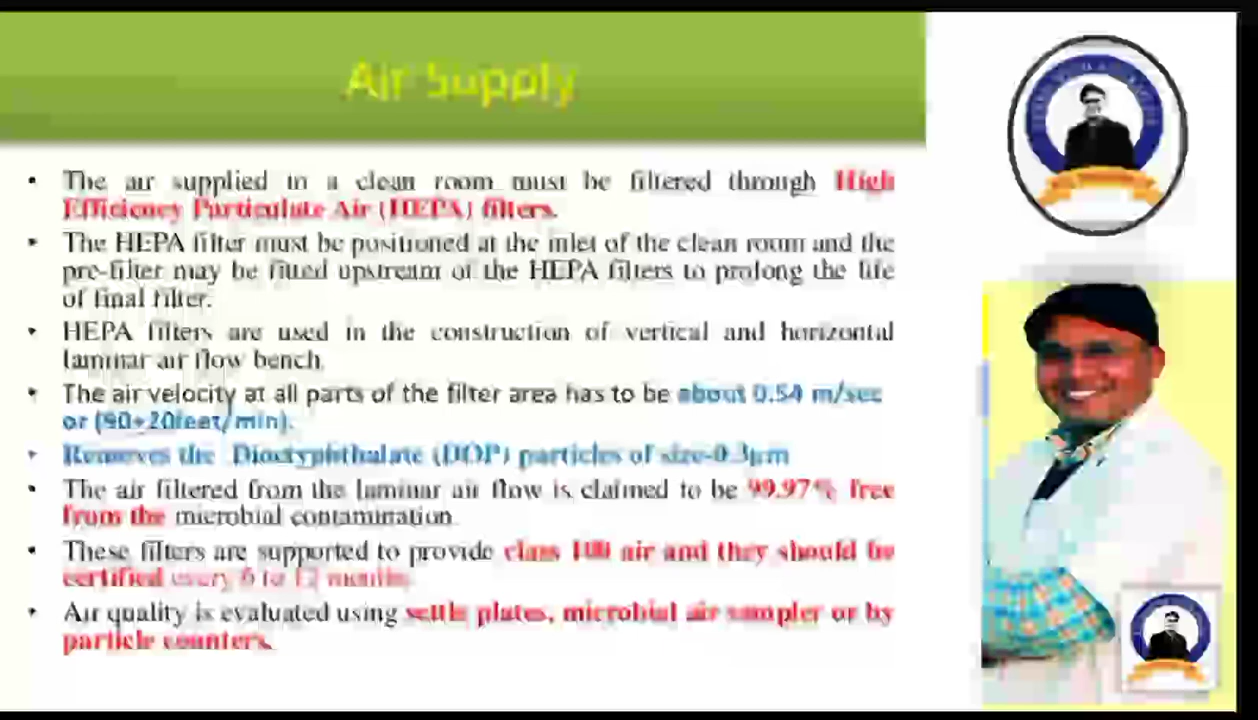 Air Supply
• The air supplied to a clean room must be filtered through High
Efficiency Particulate Air (HEPA) filters.
• The HEPA filter must be positioned at the inlet of the clean room and the
pre-filter may be fitted upstream of the HEPA filters to prolong the life
of final filter.
• HEPA filters are used in the construction of vertical and horizontal
laminar air flow bench.
• The air velocity at all parts of the filter area has to be about 0.54 m/sec
or (90+20feet/min).
• Removes the Dioctyphthalate (DOP) particles of size-0.3µm
• The air filtered from the laminar air flow is claimed to be 99.97% free
from the microbial contamination.
• These filters are supported to provide class 100 air and they should be
certified every 6 to 12 months.
• Air quality is evaluated using settle plates, microbial air sampler or by
particle counters.